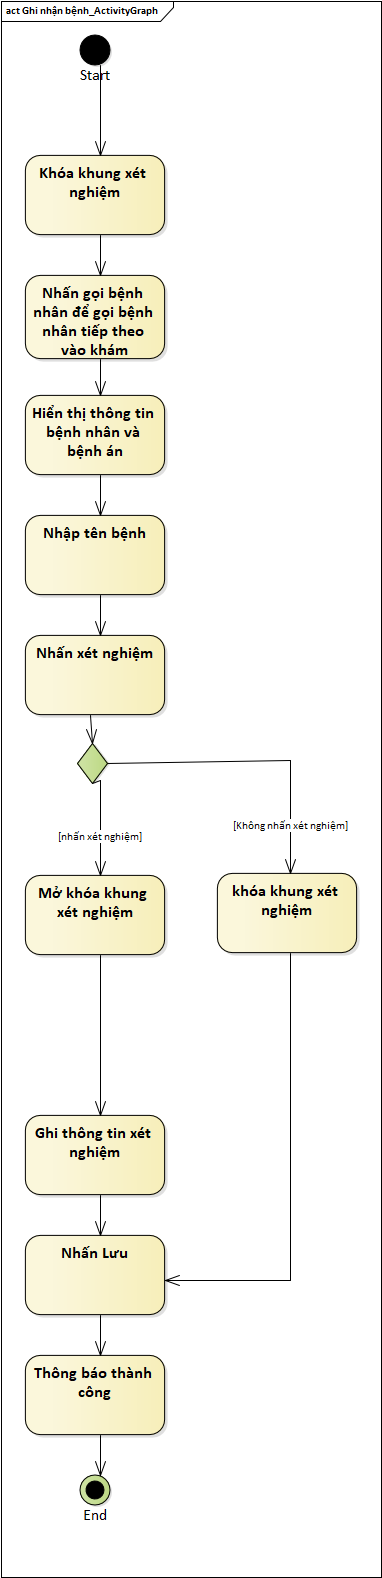 act Ghi nhận bệnh_ActivityGraph
Start
Khóa khung xét
nghiệm
Nhấn gọi bệnh
nhân để gọi bệnh
nhân tiếp theo
vào khám
Hiển thị thông tin
bệnh nhân và
bệnh án
Nhập tên bệnh
Nhấn xét nghiệm
[Không nhấn xét nghiệm]
[nhấn xét nghiệm]
Mở khóa khung
xét nghiệm
khóa khung xét
nghiệm
Ghi thông tin xét
nghiệm
Nhấn Lưu
Thông báo thành
công
End